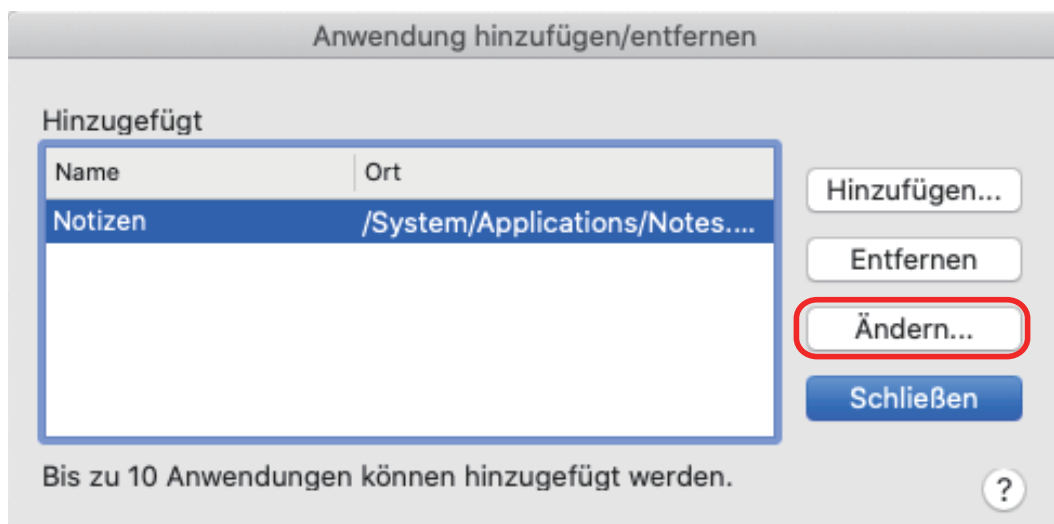 Anwendung hinzufügen/entfernen
Hinzugefügt
Name Ort
Notizen /System/Applications/Notes....
Hinzufügen...
Entfernen
Ändern...
Schließen
Bis zu 10 Anwendungen können hinzugefügt werden.
?